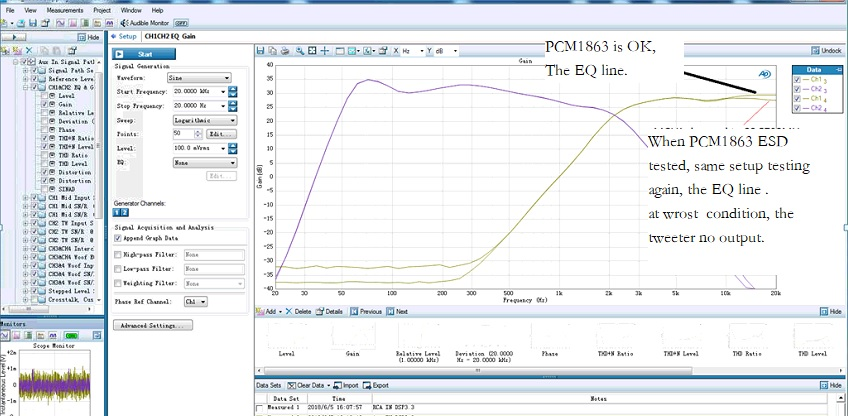 File View Measurements Project Window Help
Audible Monitor OFF
Hide
Setup CH1CH2 EQ Gain
Undock
Aux In Signal Path
Signal Path Se
Reference Leve
CH1ACH2 EQ & G
Level
Gain
Relative Le
Deviation (
Phase
THD+N Ratio
THD+N Level
THD Ratio
THD Level
Distortion
Distortion
SINAD
CH1 Mid Input S
CH1 Mid SN/R
CH2 Mid SN/R
CH2 TW Input S
CH1 TW SN/R
CH2 TW SN/R
CH3ACH4 Interc
CH3ACH4 Woof E
CH3&4 Woof Inp
CH3&4 Woof SN/
CH3&4 Woof SN/
Stepped Level S
Crosstalk, Cus
Monitors
Scope Monitor
Instantaneous Level (V)
+2m
+1m
0
-1m
Start
Signal Generation
Waveform: Sine
Start Frequency: 20.0000 kHz
Stop Frequency: 20.0000 Hz
Sweep: Logarithmic
Points: 50 Edit...
Level: 100.0 mVrms
EQ: None
Edit...
Generator Channels:
1 2
Signal Acquisition and Analysis
Append Graph Data
High-pass Filter: None
Low-pass Filter: None
Weighting Filter: None
Phase Ref Channel: Ch1
Advanced Settings...
X Hz Y dB
Gain
Gain (dB)
40
35
30
25
20
15
10
5
0
-5
-10
-15
-20
-25
-30
-35
-40
20 30 50 100 200 300 500 1k 2k 3k 5k 10k 20k
Frequency (Hz)
PCM1863 is OK,
The EQ line.
When PCM1863 ESD
tested, same setup testing
again, the EQ line .
at wrost condition, the
tweeter no output.
Data
Ch1 3
Ch2 3
Ch1 4
Ch2 4
Add Delete Details Previous Next Hide
Level Gain Relative Level (1.00000 kHz) Deviation (20.0000 Hz - 20.0000 kHz) Phase THD+N Ratio THD+N Level THD Ratio THD Level
Data Sets Clear Data Import Export Hide
Data Set Time Notes
Measured 1 2018/6/5 16:07:57 RCA IN DSP3.3